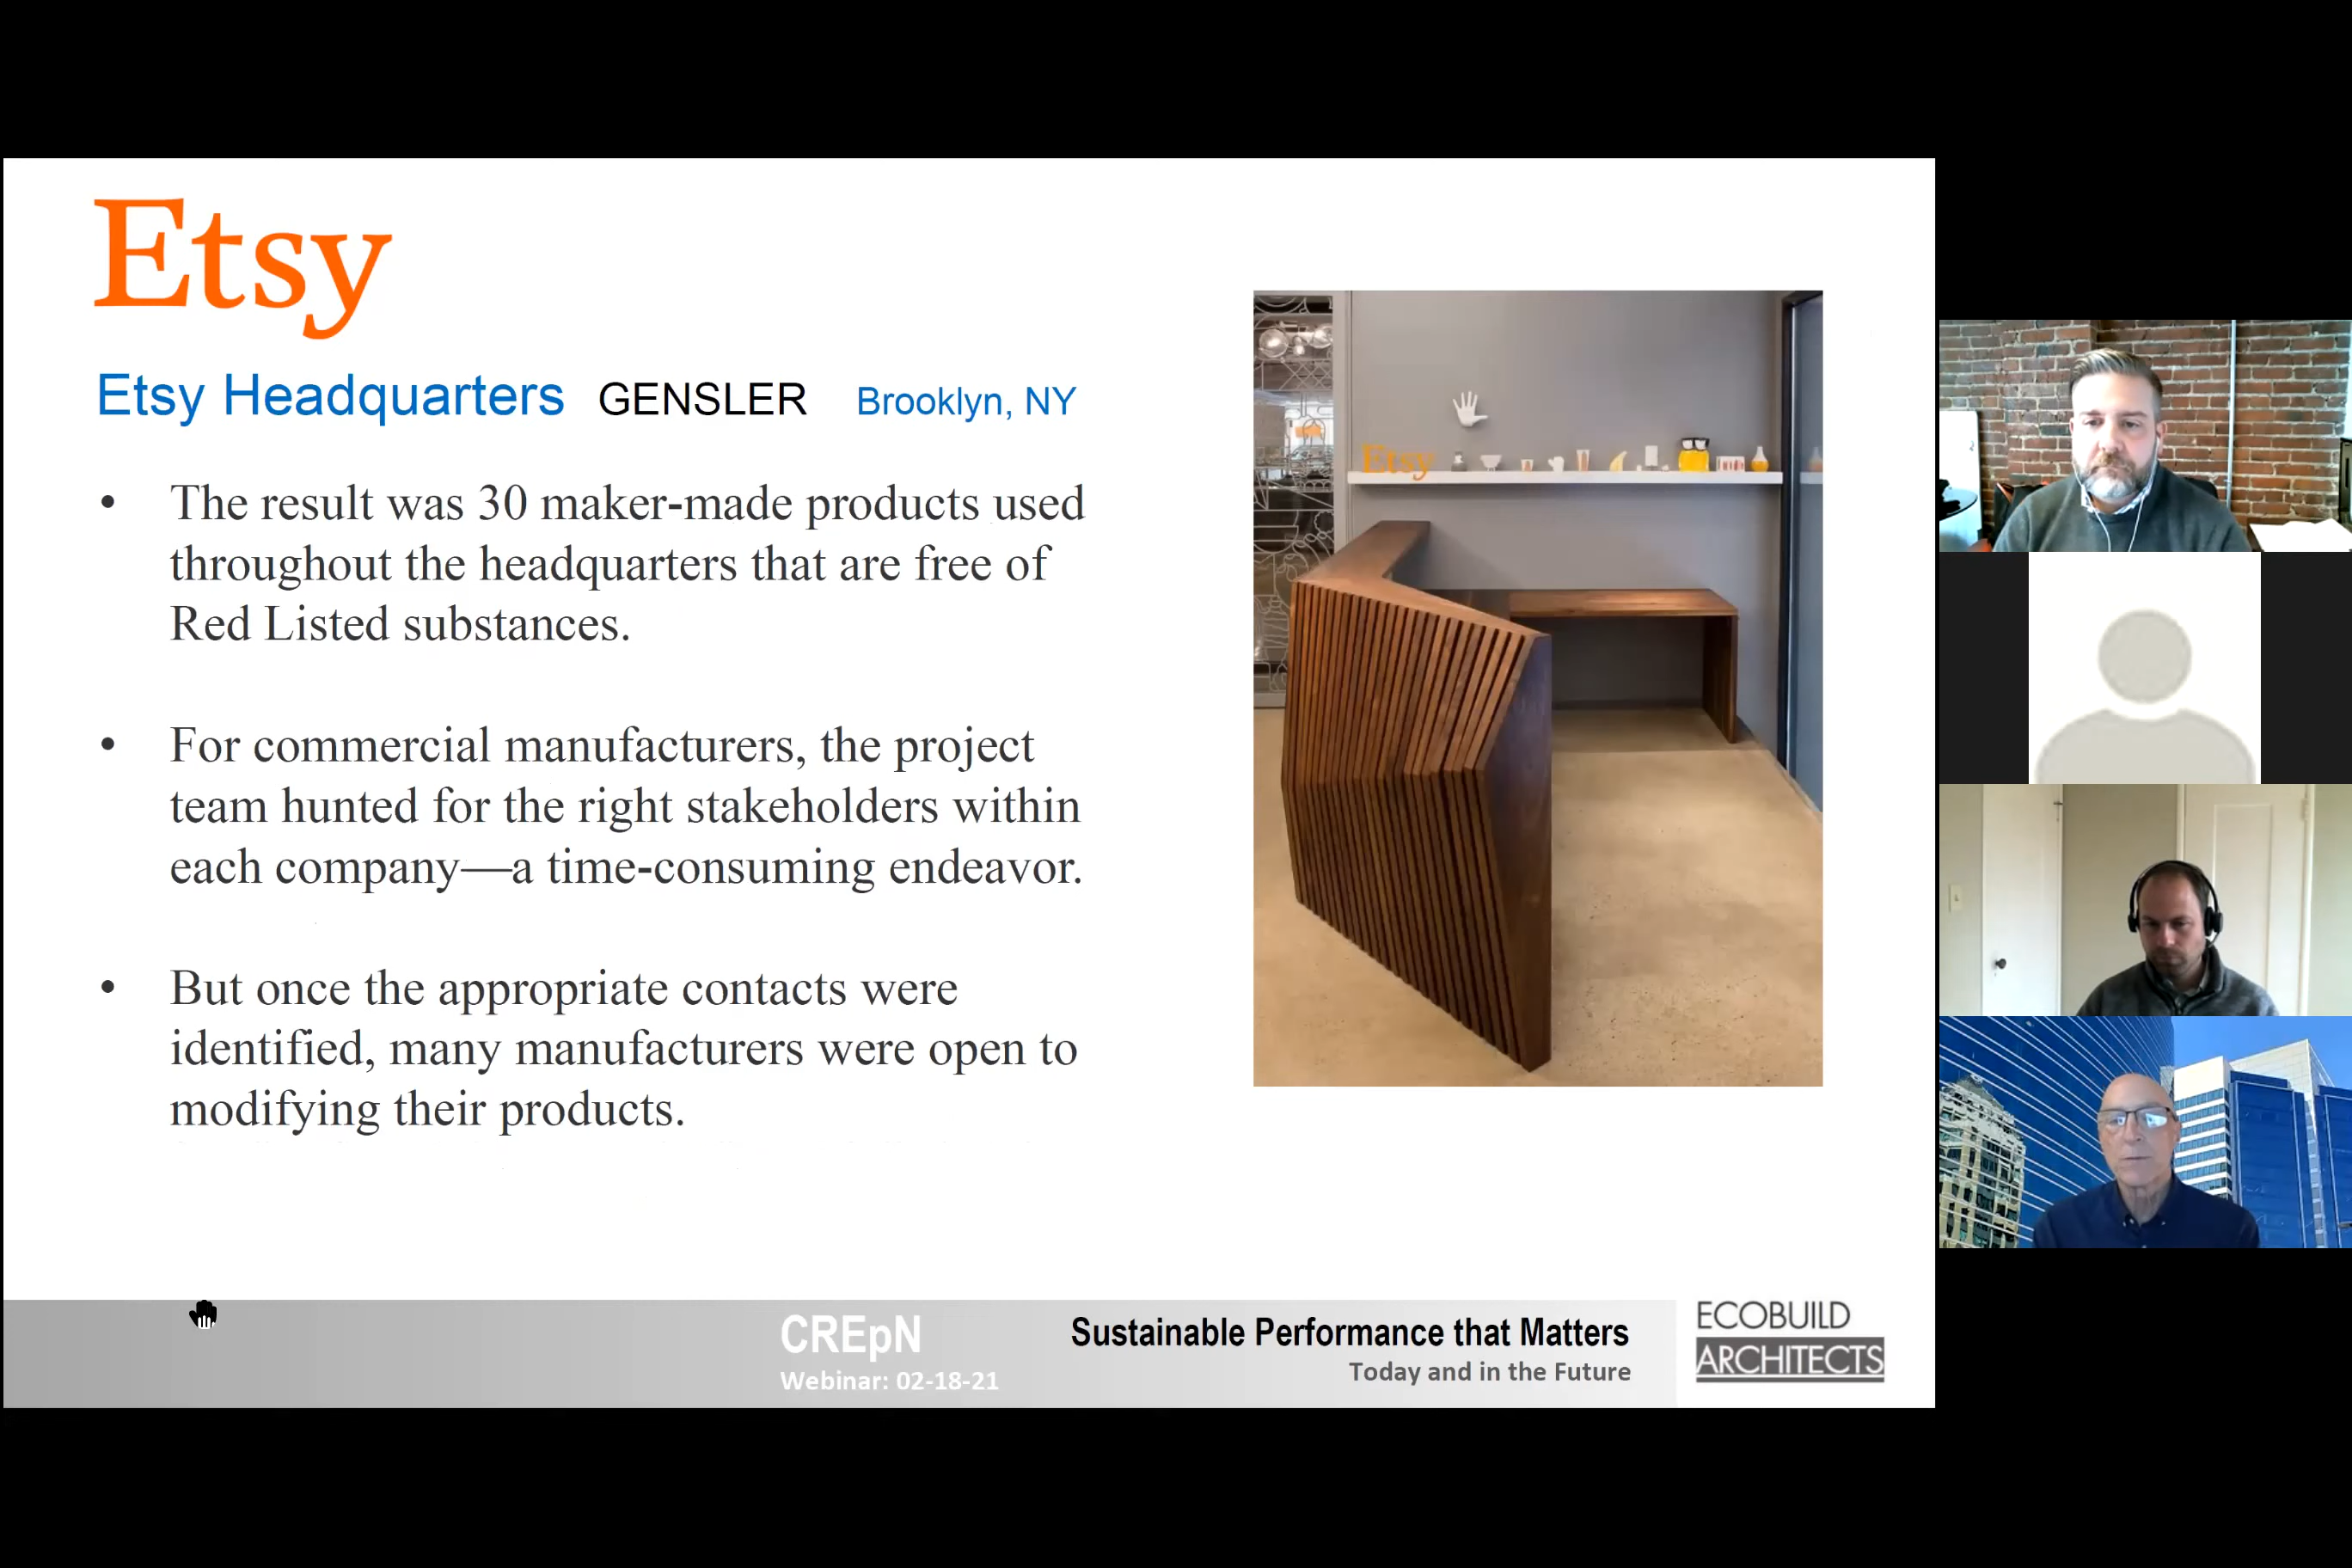 Etsy
Etsy Headquarters GENSLER Brooklyn, NY
• The result was 30 maker-made products used
throughout the headquarters that are free of
Red Listed substances.
• For commercial manufacturers, the project
team hunted for the right stakeholders within
each company—a time-consuming endeavor.
• But once the appropriate contacts were
identified, many manufacturers were open to
modifying their products.
Etsy
CREpN
Webinar: 02-18-21
Sustainable Performance that Matters
Today and in the Future
ECOBUILD
ARCHITECTS